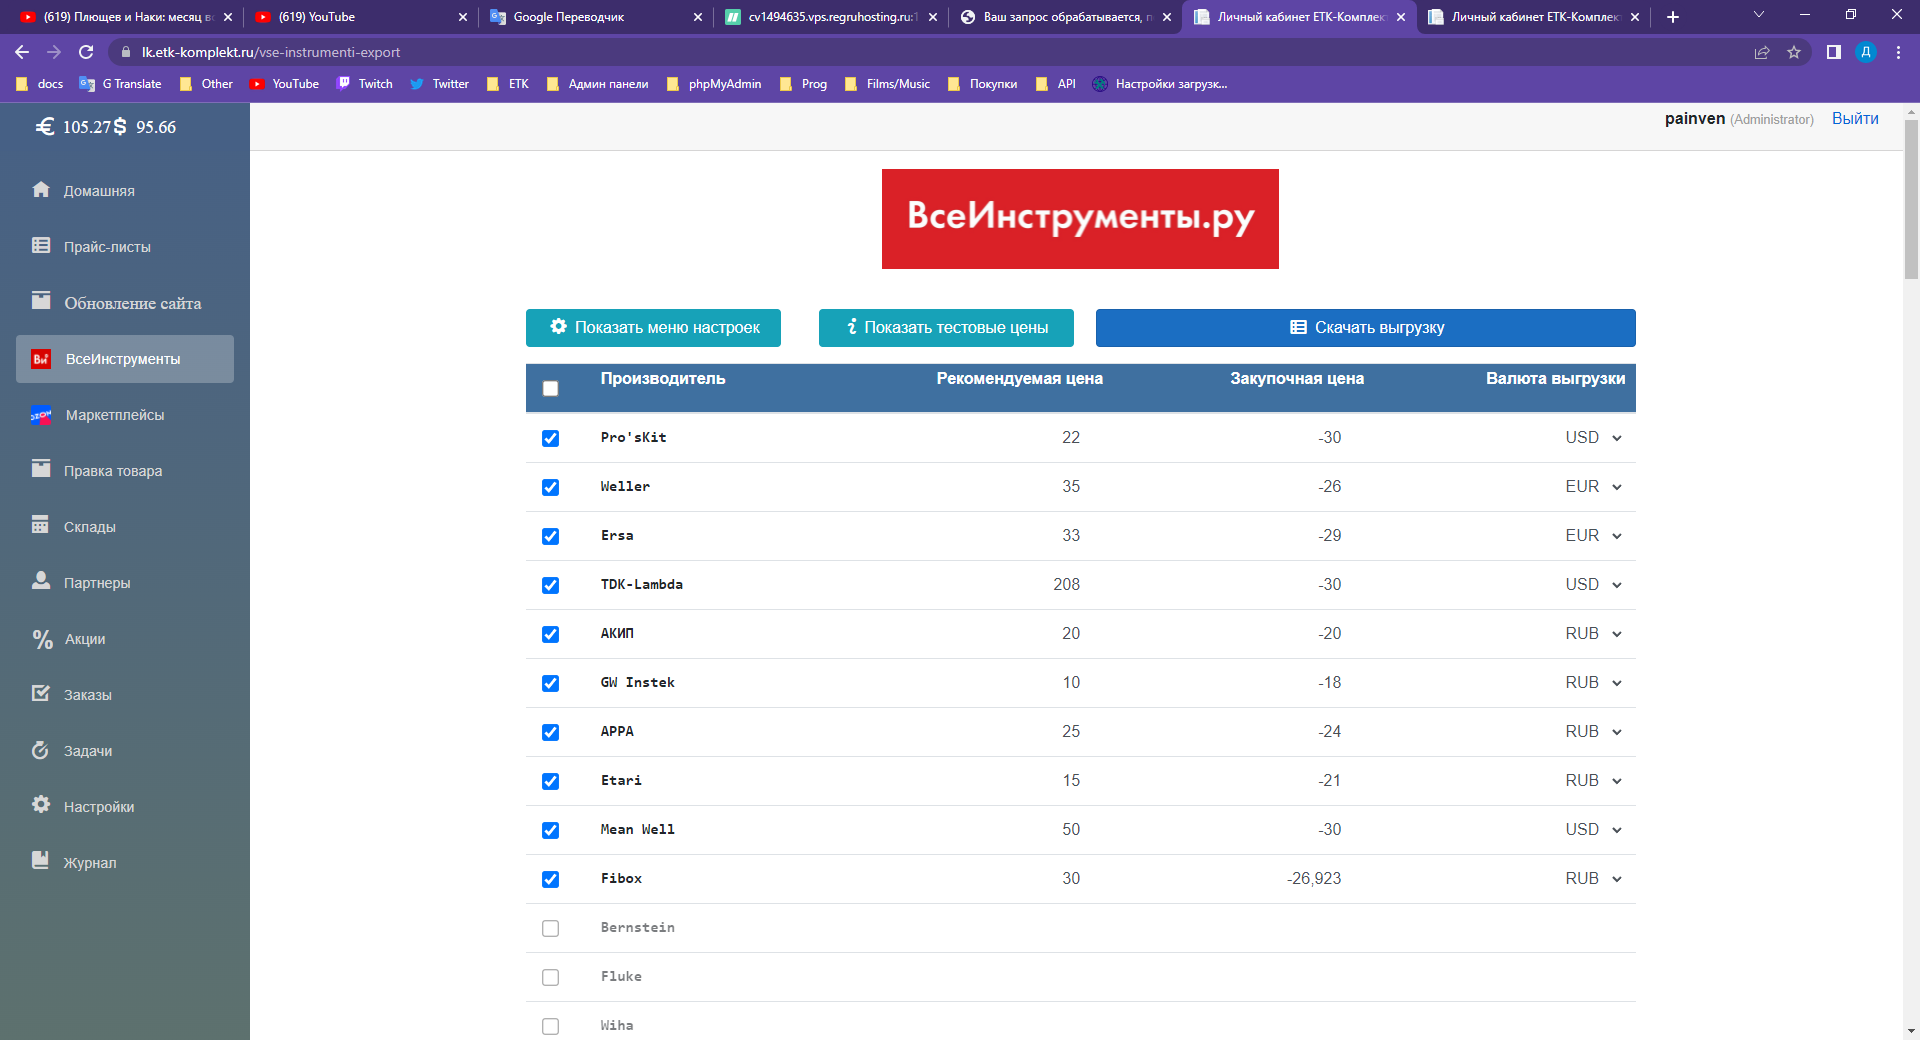 (619) Плющев и Наки: месяц вс
(619) YouTube
Google Переводчик
cv1494635.vps.regruhosting.ru:1
Ваш запрос обрабатывается, п
Личный кабинет ЕТК-Комплект
Личный кабинет ЕТК-Комплект
lk.etk-komplekt.ru/vse-instrumenti-export
Д
docs
G Translate
Other
YouTube
Twitch
Twitter
ETK
Админ панели
phpMyAdmin
Prog
Films/Music
Покупки
API
Настройки загрузк...
€ 105.27 $ 95.66
painven (Administrator) Выйти
Домашняя
Прайс-листы
Обновление сайта
Ви ВсеИнструменты
OZON Маркетплейсы
Правка товара
Склады
Партнеры
% Акции
Заказы
Задачи
Настройки
Журнал
ВсеИнструменты.ру
Показать меню настроек
i Показать тестовые цены
Скачать выгрузку
Производитель Рекомендуемая цена Закупочная цена Валюта выгрузки
Pro'sKit 22 -30 USD
Weller 35 -26 EUR
Ersa 33 -29 EUR
TDK-Lambda 208 -30 USD
АКИП 20 -20 RUB
GW Instek 10 -18 RUB
APPA 25 -24 RUB
Etari 15 -21 RUB
Mean Well 50 -30 USD
Fibox 30 -26,923 RUB
Bernstein
Fluke
Wiha